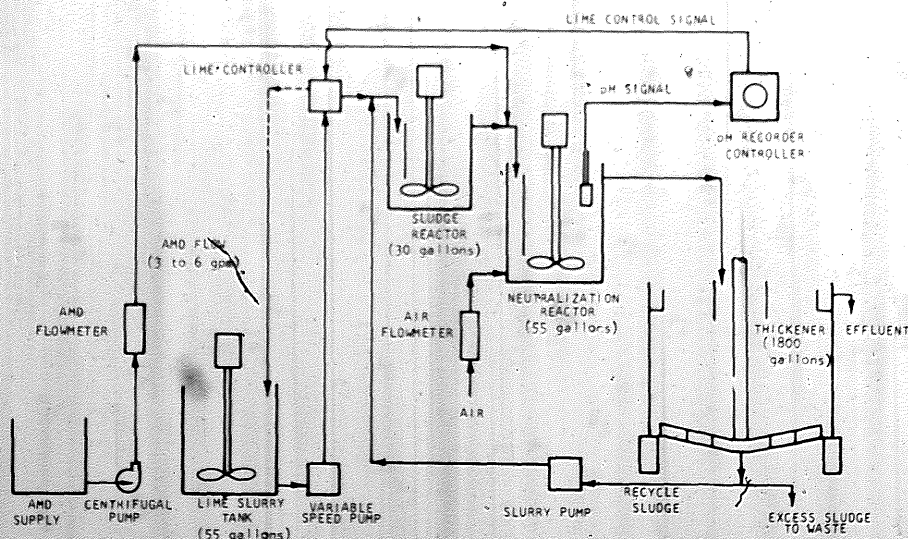 LIME CONTROL SIGNAL
LIME CONTROLLER
pH SIGNAL
pH RECORDER
CONTROLLER
SLUDGE
REACTOR
(30 gallons)
AMD FLOW
(3 to 6 gpm)
NEUTRALIZATION
REACTOR
(55 gallons)
AMD
FLOWMETER
AIR
FLOWMETER
THICKENER
(1800
gallons)
EFFLUENT
AIR
AMD
SUPPLY
CENTRIFUGAL
PUMP
LIME SLURRY
TANK
(55 gallons)
VARIABLE
SPEED PUMP
SLURRY PUMP
RECYCLE
SLUDGE
EXCESS SLUDGE
TO WASTE